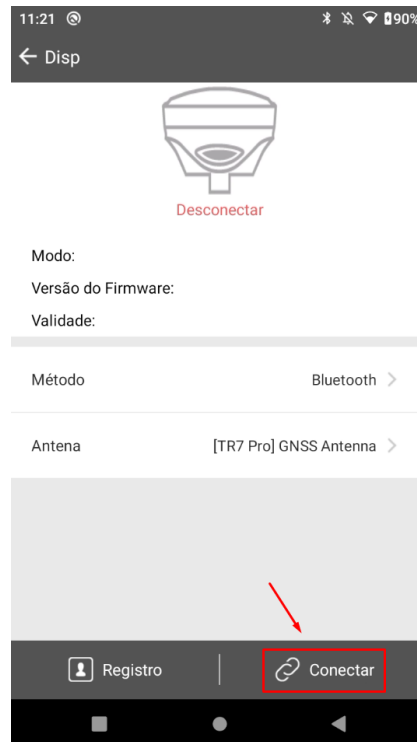 11:21 90%
Disp
Desconectar
Modo:
Versão do Firmware:
Validade:
Método Bluetooth
Antena [TR7 Pro] GNSS Antenna
Registro Conectar